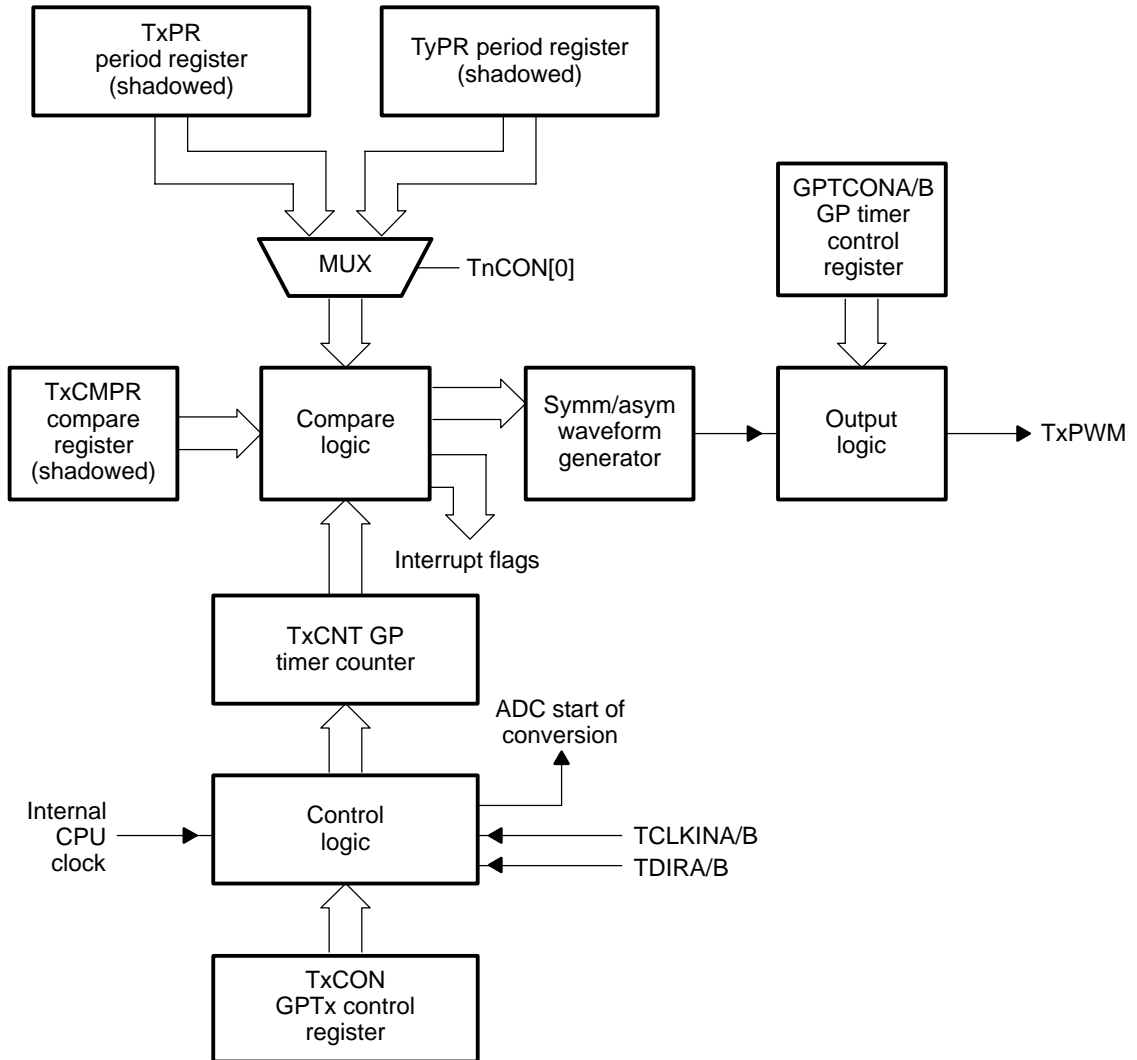 TxPR
period register
(shadowed)
TyPR period register
(shadowed)
GPTCONA/B
GP timer
control
register
MUX
TnCON[0]
TxCMPR
compare
register
(shadowed)
Compare
logic
Symm/asym
waveform
generator
Output
logic
TxPWM
Interrupt flags
TxCNT GP
timer counter
ADC start of
conversion
Internal
CPU
clock
Control
logic
TCLKINA/B
TDIRA/B
TxCON
GPTx control
register